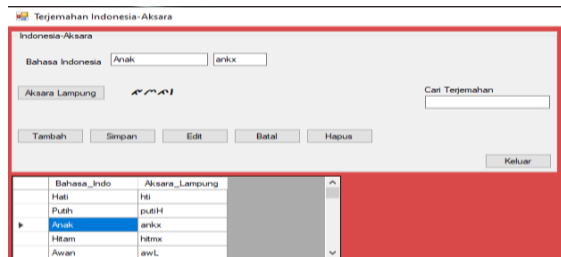 Terjemahan Indonesia-Aksara
Indonesia-Aksara
Bahasa Indonesia Anak ankx
Aksara Lampung
Cari Terjemahan
Tambah Simpan Edit Batal Hapus
Keluar
Bahasa_Indo Aksara_Lampung
Hati hti
Putih putiH
Anak ankx
Hitam hitmx
Awan awL